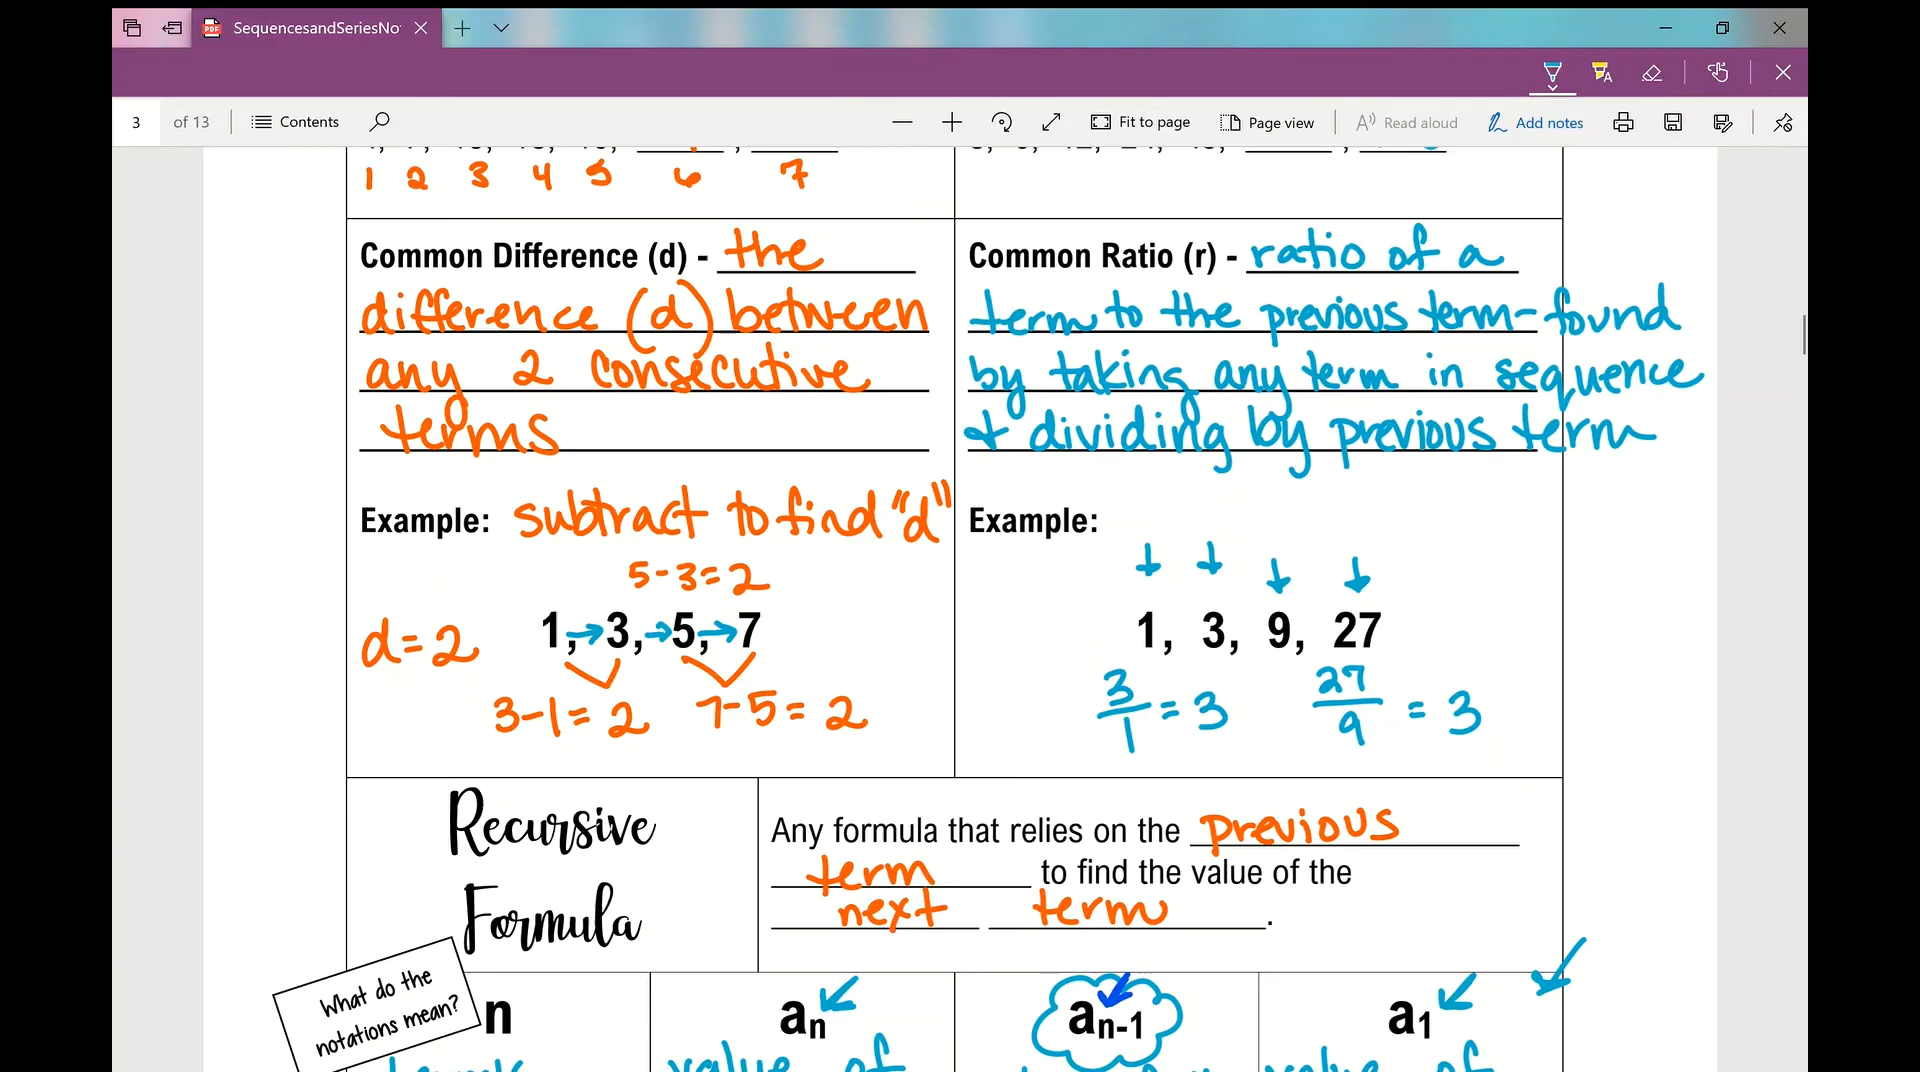 SequencesandSeriesNo
3 of 13 Contents Fit to page Page view Read aloud Add notes
1 2 3 4 5 6 7
Common Difference (d) - the
difference (d) between
any 2 consecutive
terms
Example: subtract to find "d"
5-3=2
d=2 1, → 3, → 5, → 7
3-1=2 7-5=2
Common Ratio (r) - ratio of a
term to the previous term-found
by taking any term in sequence
+ dividing by previous term
Example:
1, 3, 9, 27
3/1 = 3 27/9 = 3
Recursive
Formula
Any formula that relies on the previous
term to find the value of the
next term.
What do the
notations mean?
n an an-1 a1
value of value of